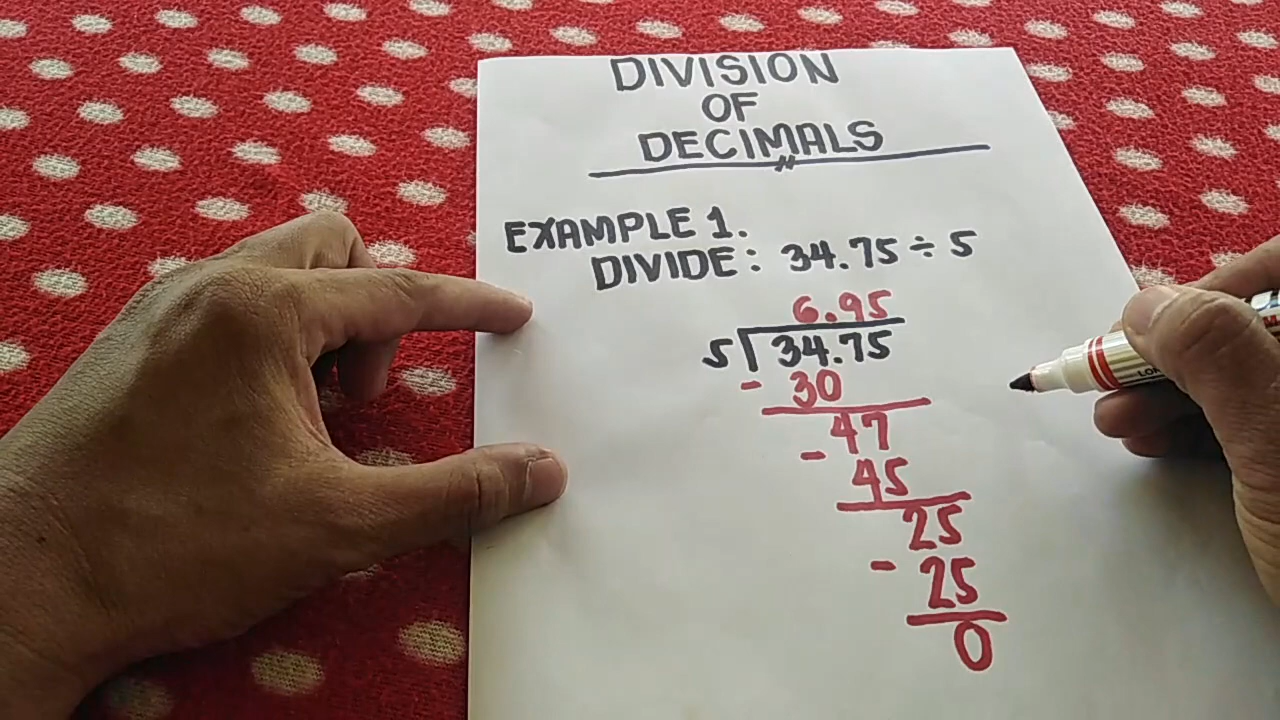 DIVISION
OF
DECIMALS
EXAMPLE 1.
DIVIDE: 34.75 ÷ 5
6.95
5 34.75
- 30
47
- 45
25
- 25
0